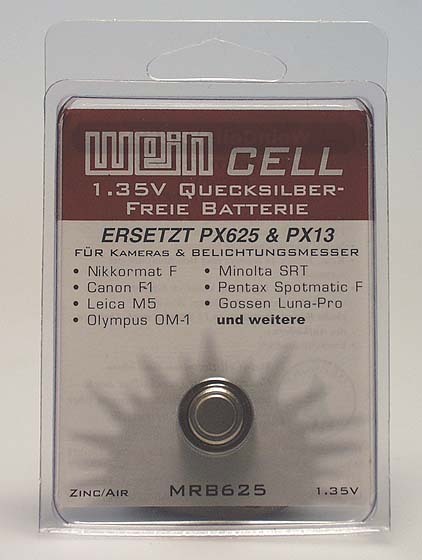 Wein CELL
1.35V QUECKSILBER-
FREIE BATTERIE
ERSETZT PX625 & PX13
FÜR KAMERAS & BELICHTUNGSMESSER
• Nikkormat F • Minolta SRT
• Canon F-1 • Pentax Spotmatic F
• Leica M5 • Gossen Luna-Pro
• Olympus OM-1 und weitere
ZINC/AIR MRB625 1.35V